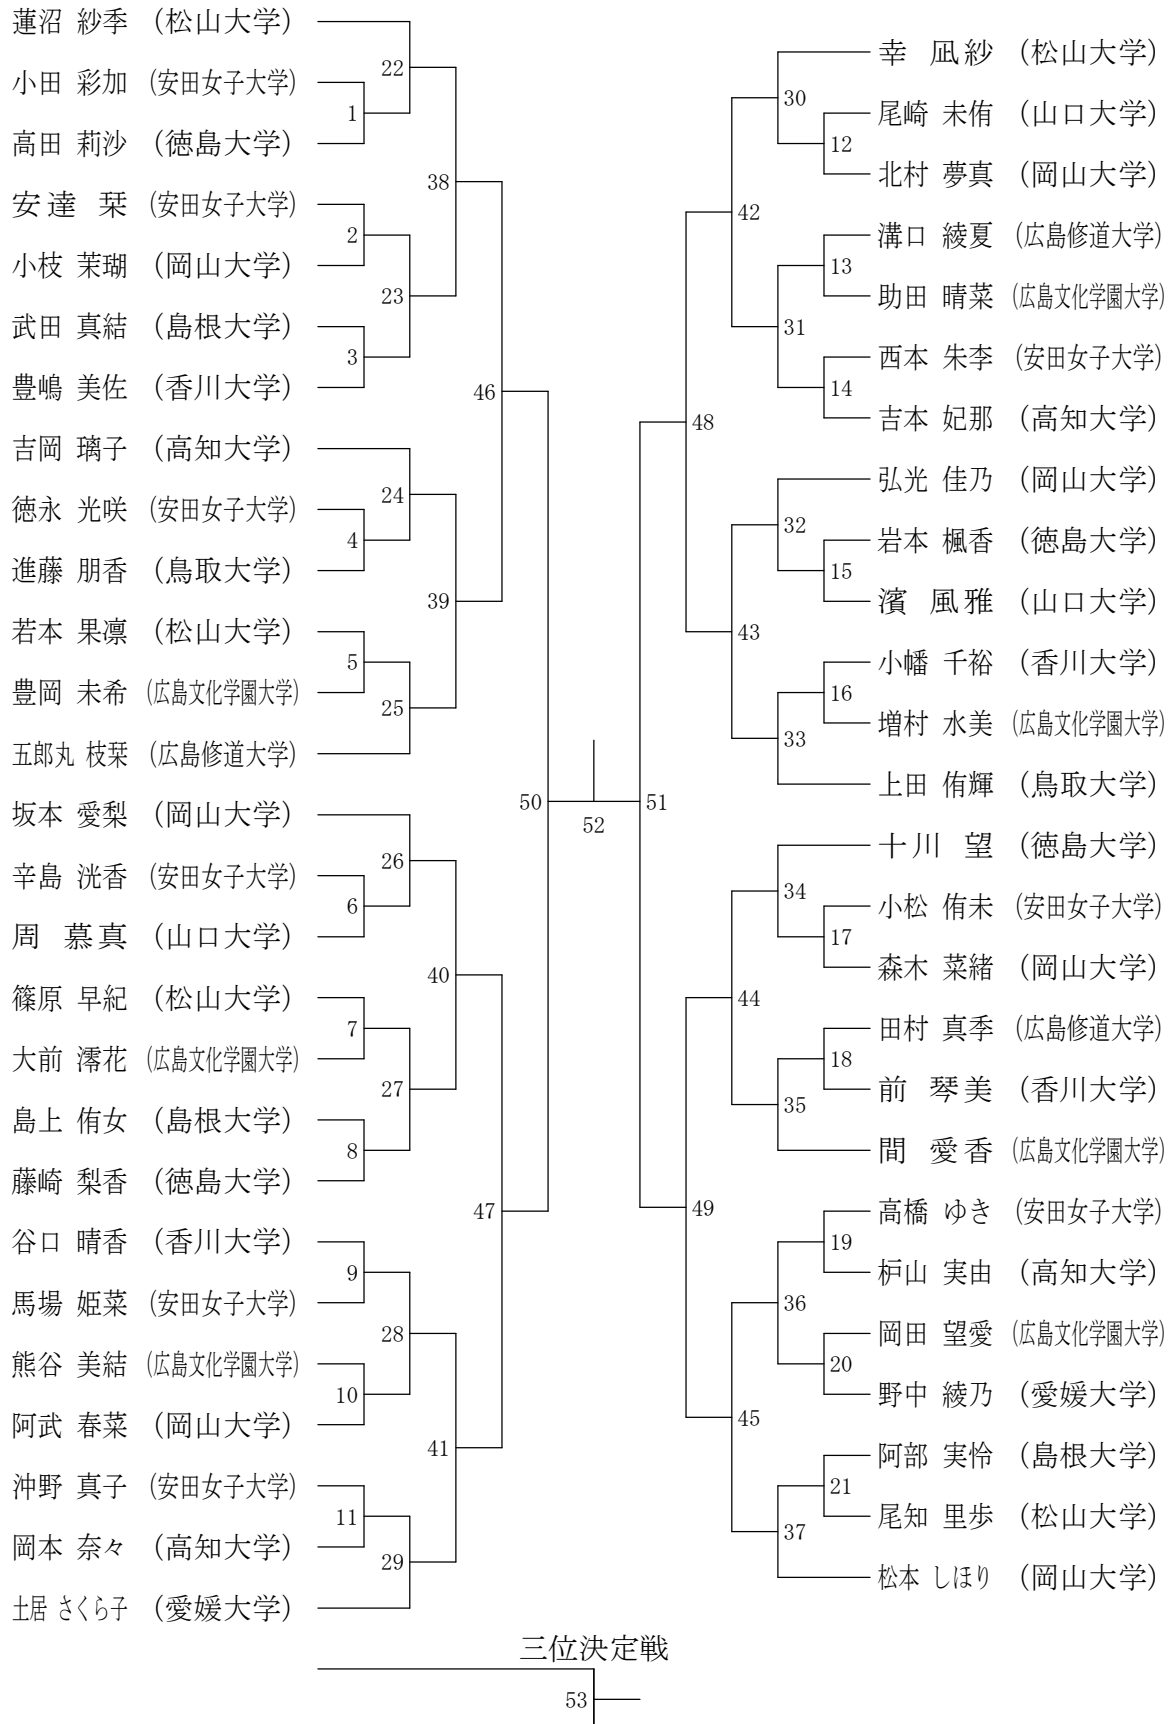 蓮沼 紗季 (松山大学)
小田 彩加 (安田女子大学)
高田 莉沙 (徳島大学)
安達 栞 (安田女子大学)
小枝 茉瑚 (岡山大学)
武田 真結 (島根大学)
豊嶋 美佐 (香川大学)
吉岡 璃子 (高知大学)
徳永 光咲 (安田女子大学)
進藤 朋香 (鳥取大学)
若本 果凛 (松山大学)
豊岡 未希 (広島文化学園大学)
五郎丸 枝栞 (広島修道大学)
坂本 愛梨 (岡山大学)
辛島 洸香 (安田女子大学)
周 慕真 (山口大学)
篠原 早紀 (松山大学)
大前 澪花 (広島文化学園大学)
島上 侑女 (島根大学)
藤崎 梨香 (徳島大学)
谷口 晴香 (香川大学)
馬場 姫菜 (安田女子大学)
熊谷 美結 (広島文化学園大学)
阿武 春菜 (岡山大学)
沖野 真子 (安田女子大学)
岡本 奈々 (高知大学)
土居 さくら子 (愛媛大学)
1
2
3
4
5
6
7
8
9
10
11
22
23
24
25
26
27
28
29
38
39
40
41
46
47
50
52
51
48
49
42
43
44
45
30
31
32
33
34
35
36
37
12
13
14
15
16
17
18
19
20
21
幸 凪紗 (松山大学)
尾崎 未侑 (山口大学)
北村 夢真 (岡山大学)
溝口 綾夏 (広島修道大学)
助田 晴菜 (広島文化学園大学)
西本 朱李 (安田女子大学)
吉本 妃那 (高知大学)
弘光 佳乃 (岡山大学)
岩本 楓香 (徳島大学)
濱 風雅 (山口大学)
小幡 千裕 (香川大学)
増村 水美 (広島文化学園大学)
上田 侑輝 (鳥取大学)
十川 望 (徳島大学)
小松 侑未 (安田女子大学)
森木 菜緒 (岡山大学)
田村 真季 (広島修道大学)
前 琴美 (香川大学)
間 愛香 (広島文化学園大学)
高橋 ゆき (安田女子大学)
枦山 実由 (高知大学)
岡田 望愛 (広島文化学園大学)
野中 綾乃 (愛媛大学)
阿部 実怜 (島根大学)
尾知 里歩 (松山大学)
松本 しほり (岡山大学)
三位決定戦
53